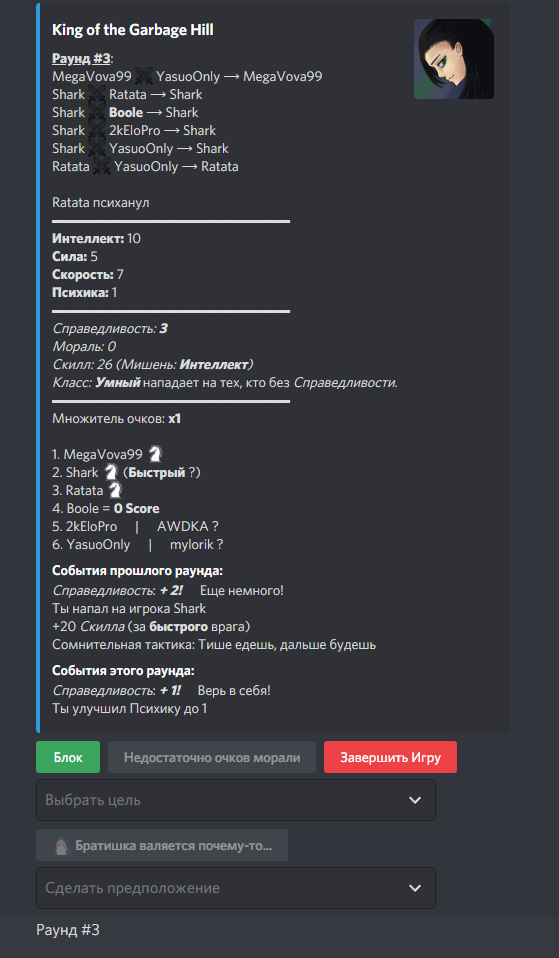 King of the Garbage Hill
Раунд #3:
MegaVova99 YasuoOnly ⟶ MegaVova99
Shark Ratata ⟶ Shark
Shark Boole ⟶ Shark
Shark 2kEloPro ⟶ Shark
Shark YasuoOnly ⟶ Shark
Ratata YasuoOnly ⟶ Ratata
Ratata психанул
Интеллект: 10
Сила: 5
Скорость: 7
Психика: 1
Справедливость: 3
Мораль: 0
Скилл: 26 (Мишень: Интеллект)
Класс: Умный нападает на тех, кто без Справедливости.
Множитель очков: x1
1. MegaVova99
2. Shark (Быстрый ?)
3. Ratata
4. Boole = 0 Score
5. 2kEloPro | AWDKA ?
6. YasuoOnly | mylorik ?
События прошлого раунда:
Справедливость: + 2! Еще немного!
Ты напал на игрока Shark
+20 Скилла (за быстрого врага)
Сомнительная тактика: Тише едешь, дальше будешь
События этого раунда:
Справедливость: + 1! Верь в себя!
Ты улучшил Психику до 1
Блок Недостаточно очков морали Завершить Игру
Выбрать цель
Братишка валяется почему-то...
Сделать предположение
Раунд #3